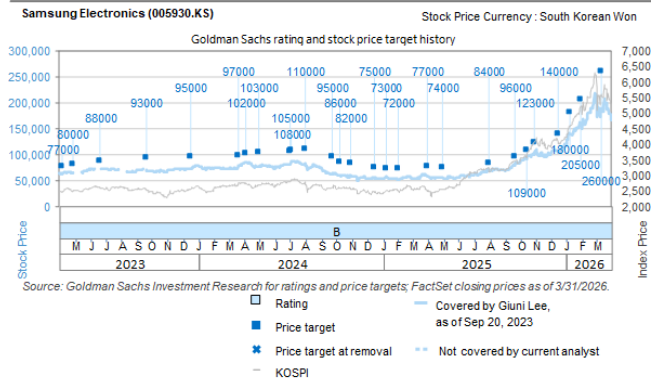 Samsung Electronics (005930.KS) Stock Price Currency : South Korean Won
Goldman Sachs rating and stock price target history
300,000 7,000
97000 110000 75000 77000 84000 140000
6,500
250,000 95000 103000 95000 73000 74000 96000 6,000
88000 93000 102000 86000 72000 123000
5,500
200,000 80000 105000 82000 5,000
77000 108000
150,000 4,500
4,000
100,000 180000 3,500
205000
50,000 109000 260000 3,000
2,500
0 2,000
Stock Price Index Price
B
M J J A S O N D J F M A M J J A S O N D J F M A M J J A S O N D J F M
2023 2024 2025 2026
Source: Goldman Sachs Investment Research for ratings and price targets; FactSet closing prices as of 3/31/2026.
Rating Covered by Giuni Lee,
as of Sep 20, 2023
Price target
Price target at removal Not covered by current analyst
KOSPI